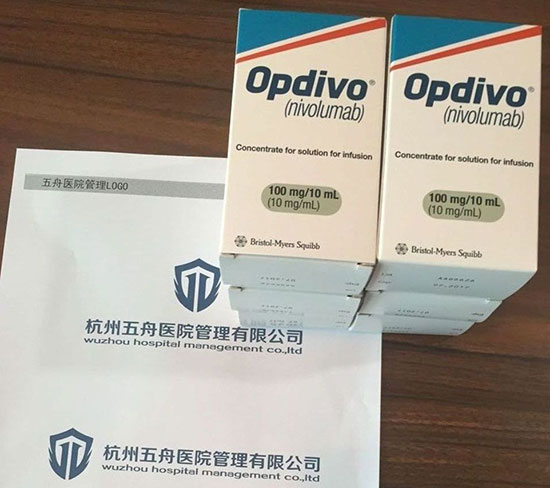 Opdivo®
(nivolumab)
Concentrate for solution for infusion
100 mg/10 mL
(10 mg/mL)
Bristol-Myers Squibb
Opdivo®
(nivolumab)
Concentrate for solution for infusion
100 mg/10 mL
(10 mg/mL)
Bristol-Myers Squibb
五舟医院管理LOGO
杭州五舟医院管理有限公司
wuzhou hospital management co.,ltd
杭州五舟医院管理有限公司
wuzhou hospital management co.,ltd